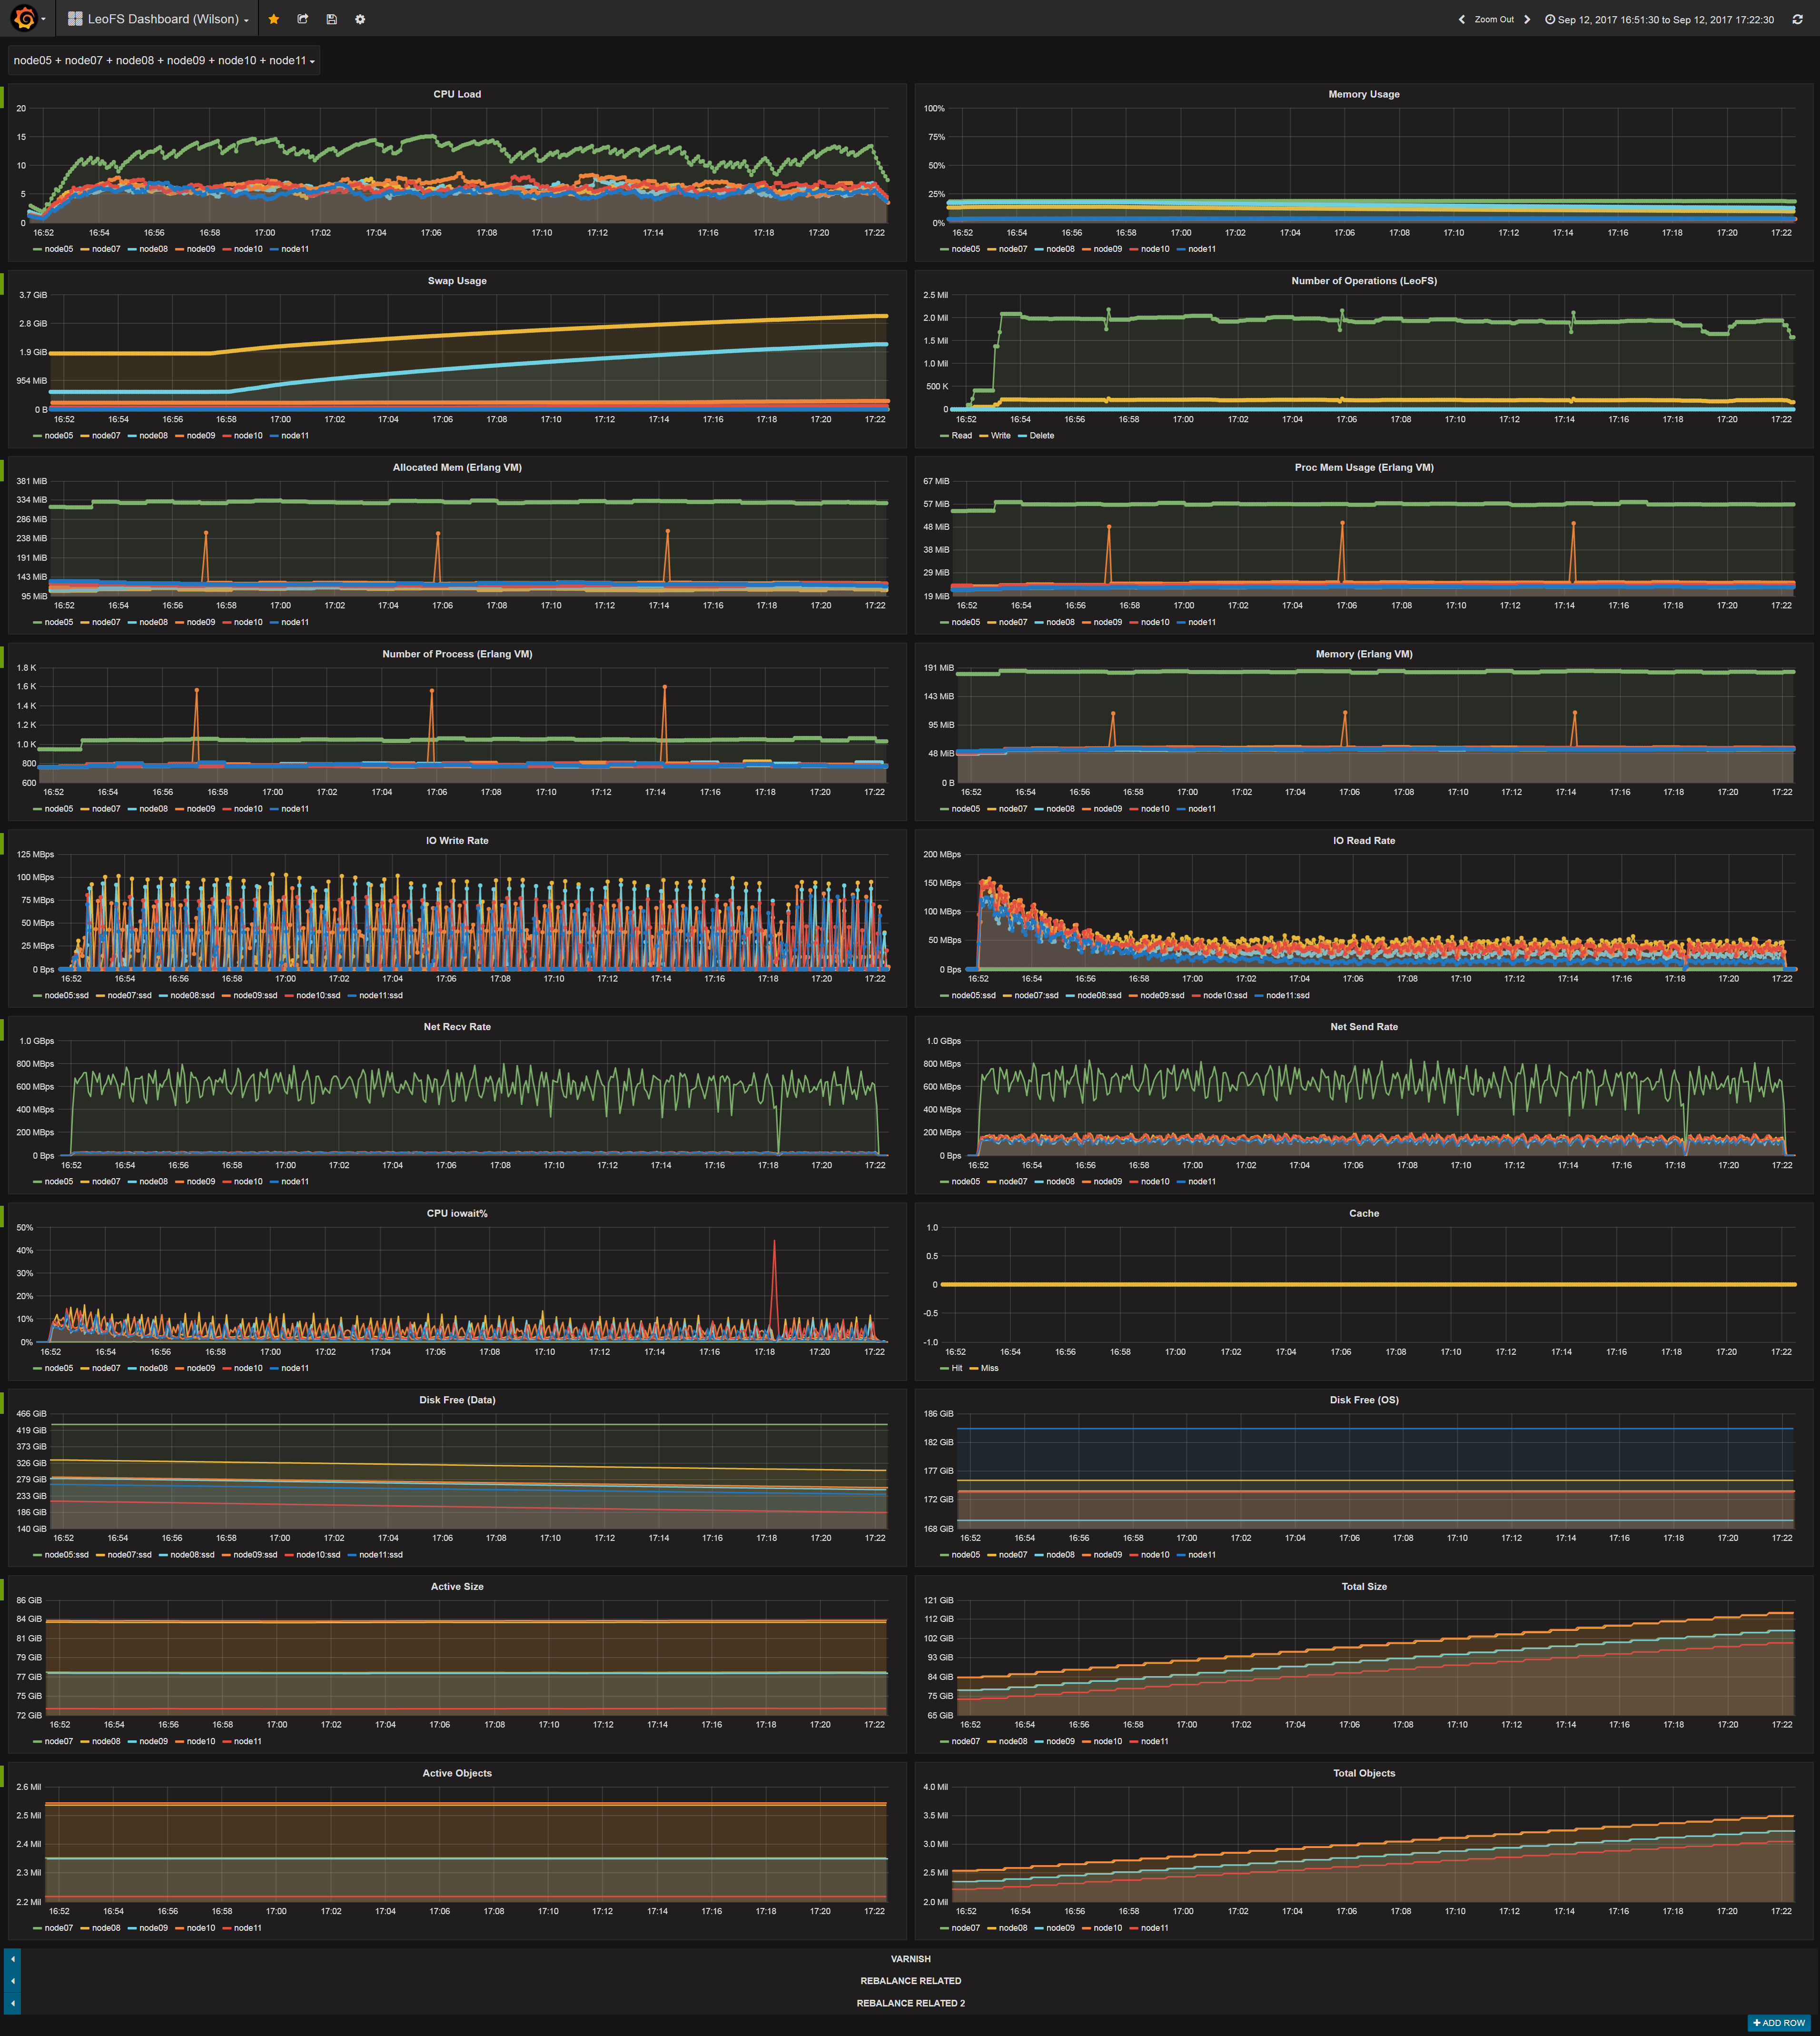 LeoFS Dashboard (Wilson)
Zoom Out
Sep 12, 2017 16:51:30 to Sep 12, 2017 17:22:30
node05 + node07 + node08 + node09 + node10 + node11
CPU Load
20
15
10
5
0
16:52 16:54 16:56 16:58 17:00 17:02 17:04 17:06 17:08 17:10 17:12 17:14 17:16 17:18 17:20 17:22
node05 node07 node08 node09 node10 node11
Memory Usage
100%
75%
50%
25%
0%
16:52 16:54 16:56 16:58 17:00 17:02 17:04 17:06 17:08 17:10 17:12 17:14 17:16 17:18 17:20 17:22
node05 node07 node08 node09 node10 node11
Swap Usage
3.7 GiB
2.8 GiB
1.9 GiB
954 MiB
0 B
16:52 16:54 16:56 16:58 17:00 17:02 17:04 17:06 17:08 17:10 17:12 17:14 17:16 17:18 17:20 17:22
node05 node07 node08 node09 node10 node11
Number of Operations (LeoFS)
2.5 Mil
2.0 Mil
1.5 Mil
1.0 Mil
500 K
0
16:52 16:54 16:56 16:58 17:00 17:02 17:04 17:06 17:08 17:10 17:12 17:14 17:16 17:18 17:20 17:22
Read Write Delete
Allocated Mem (Erlang VM)
381 MiB
334 MiB
286 MiB
238 MiB
191 MiB
143 MiB
95 MiB
16:52 16:54 16:56 16:58 17:00 17:02 17:04 17:06 17:08 17:10 17:12 17:14 17:16 17:18 17:20 17:22
node05 node07 node08 node09 node10 node11
Proc Mem Usage (Erlang VM)
67 MiB
57 MiB
48 MiB
38 MiB
29 MiB
19 MiB
16:52 16:54 16:56 16:58 17:00 17:02 17:04 17:06 17:08 17:10 17:12 17:14 17:16 17:18 17:20 17:22
node05 node07 node08 node09 node10 node11
Number of Process (Erlang VM)
1.8 K
1.6 K
1.4 K
1.2 K
1.0 K
800
600
16:52 16:54 16:56 16:58 17:00 17:02 17:04 17:06 17:08 17:10 17:12 17:14 17:16 17:18 17:20 17:22
node05 node07 node08 node09 node10 node11
Memory (Erlang VM)
191 MiB
143 MiB
95 MiB
48 MiB
0 B
16:52 16:54 16:56 16:58 17:00 17:02 17:04 17:06 17:08 17:10 17:12 17:14 17:16 17:18 17:20 17:22
node05 node07 node08 node09 node10 node11
IO Write Rate
125 MBps
100 MBps
75 MBps
50 MBps
25 MBps
0 Bps
16:52 16:54 16:56 16:58 17:00 17:02 17:04 17:06 17:08 17:10 17:12 17:14 17:16 17:18 17:20 17:22
node05:ssd node07:ssd node08:ssd node09:ssd node10:ssd node11:ssd
IO Read Rate
200 MBps
150 MBps
100 MBps
50 MBps
0 Bps
16:52 16:54 16:56 16:58 17:00 17:02 17:04 17:06 17:08 17:10 17:12 17:14 17:16 17:18 17:20 17:22
node05:ssd node07:ssd node08:ssd node09:ssd node10:ssd node11:ssd
Net Recv Rate
1.0 GBps
800 MBps
600 MBps
400 MBps
200 MBps
0 Bps
16:52 16:54 16:56 16:58 17:00 17:02 17:04 17:06 17:08 17:10 17:12 17:14 17:16 17:18 17:20 17:22
node05 node07 node08 node09 node10 node11
Net Send Rate
1.0 GBps
800 MBps
600 MBps
400 MBps
200 MBps
0 Bps
16:52 16:54 16:56 16:58 17:00 17:02 17:04 17:06 17:08 17:10 17:12 17:14 17:16 17:18 17:20 17:22
node05 node07 node08 node09 node10 node11
CPU iowait%
50%
40%
30%
20%
10%
0%
16:52 16:54 16:56 16:58 17:00 17:02 17:04 17:06 17:08 17:10 17:12 17:14 17:16 17:18 17:20 17:22
node05 node07 node08 node09 node10 node11
Cache
1.0
0.5
0
-0.5
-1.0
16:52 16:54 16:56 16:58 17:00 17:02 17:04 17:06 17:08 17:10 17:12 17:14 17:16 17:18 17:20 17:22
Hit Miss
Disk Free (Data)
466 GiB
419 GiB
373 GiB
326 GiB
279 GiB
233 GiB
186 GiB
140 GiB
16:52 16:54 16:56 16:58 17:00 17:02 17:04 17:06 17:08 17:10 17:12 17:14 17:16 17:18 17:20 17:22
node05:ssd node07:ssd node08:ssd node09:ssd node10:ssd node11:ssd
Disk Free (OS)
186 GiB
182 GiB
177 GiB
172 GiB
168 GiB
16:52 16:54 16:56 16:58 17:00 17:02 17:04 17:06 17:08 17:10 17:12 17:14 17:16 17:18 17:20 17:22
node05 node07 node08 node09 node10 node11
Active Size
86 GiB
84 GiB
81 GiB
79 GiB
77 GiB
75 GiB
72 GiB
16:52 16:54 16:56 16:58 17:00 17:02 17:04 17:06 17:08 17:10 17:12 17:14 17:16 17:18 17:20 17:22
node07 node08 node09 node10 node11
Total Size
121 GiB
112 GiB
102 GiB
93 GiB
84 GiB
75 GiB
65 GiB
16:52 16:54 16:56 16:58 17:00 17:02 17:04 17:06 17:08 17:10 17:12 17:14 17:16 17:18 17:20 17:22
node07 node08 node09 node10 node11
Active Objects
2.6 Mil
2.5 Mil
2.4 Mil
2.3 Mil
2.2 Mil
16:52 16:54 16:56 16:58 17:00 17:02 17:04 17:06 17:08 17:10 17:12 17:14 17:16 17:18 17:20 17:22
node07 node08 node09 node10 node11
Total Objects
4.0 Mil
3.5 Mil
3.0 Mil
2.5 Mil
2.0 Mil
16:52 16:54 16:56 16:58 17:00 17:02 17:04 17:06 17:08 17:10 17:12 17:14 17:16 17:18 17:20 17:22
node07 node08 node09 node10 node11
VARNISH
REBALANCE RELATED
REBALANCE RELATED 2
+ ADD ROW